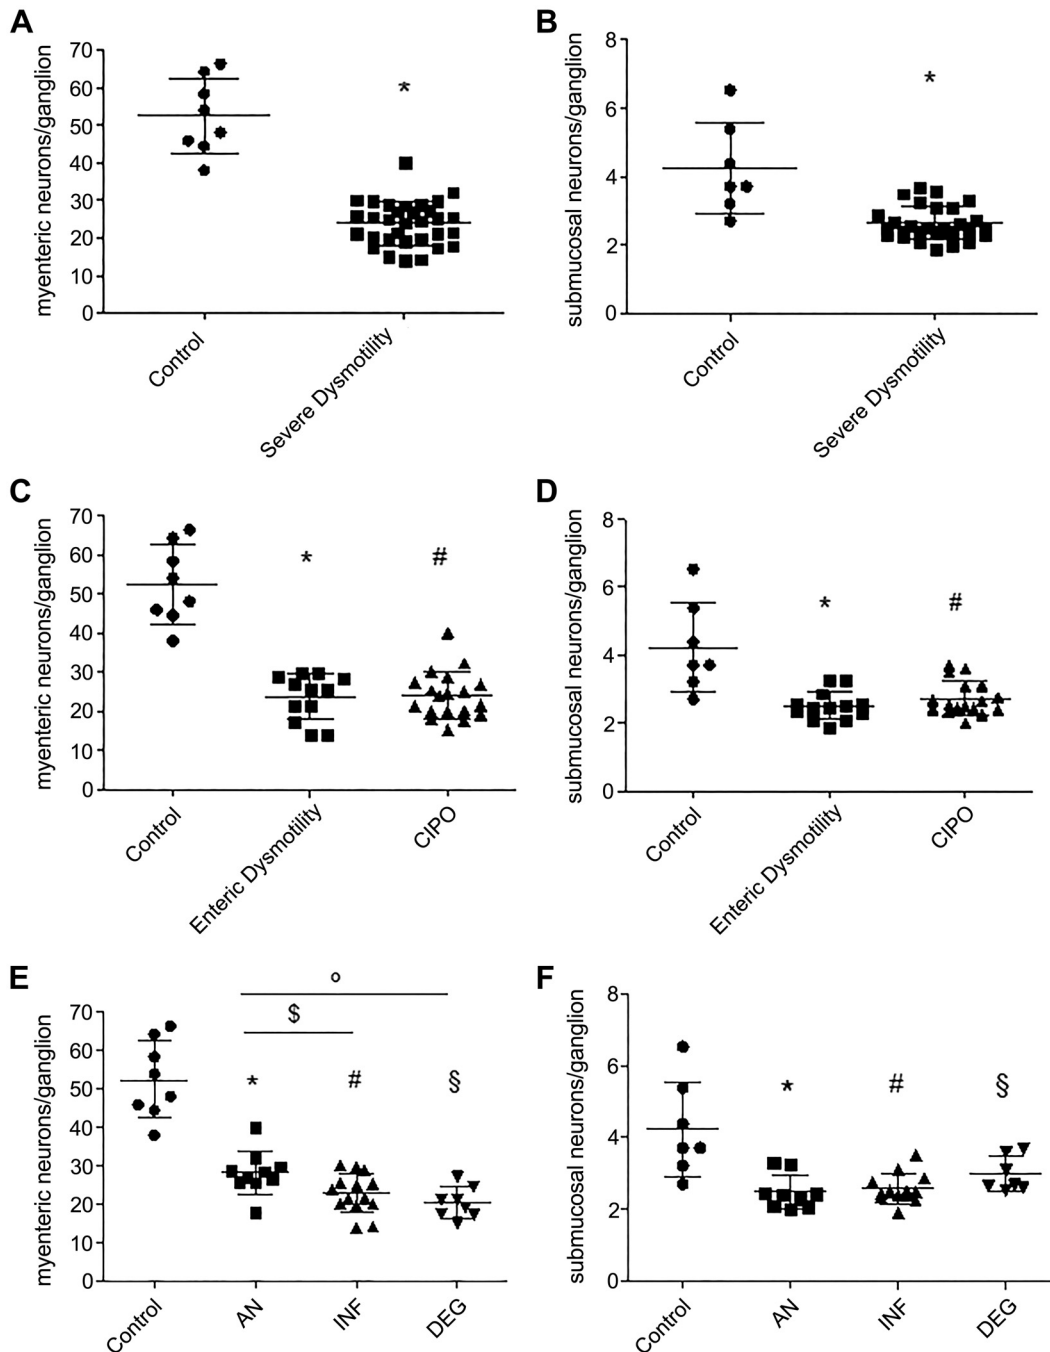 A
myenteric neurons/ganglion
70
60
50
40
30
20
10
0
*
Control
Severe Dysmotility
B
submucosal neurons/ganglion
8
6
4
2
0
*
Control
Severe Dysmotility
C
myenteric neurons/ganglion
70
60
50
40
30
20
10
0
*
#
Control
Enteric Dysmotility
CIPO
D
submucosal neurons/ganglion
8
6
4
2
0
*
#
Control
Enteric Dysmotility
CIPO
E
myenteric neurons/ganglion
70
60
50
40
30
20
10
0
°
$
*
#
§
Control
AN
INF
DEG
F
submucosal neurons/ganglion
8
6
4
2
0
*
#
§
Control
AN
INF
DEG